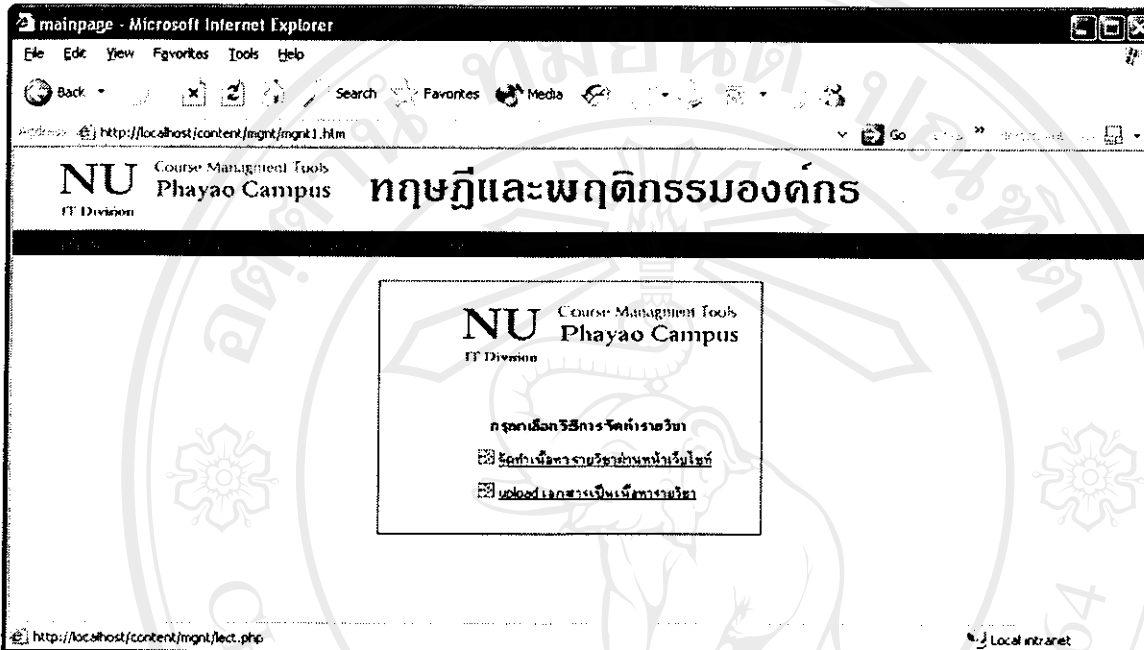 mainpage - Microsoft Internet Explorer
File Edit View Favorites Tools Help
Back Search Favorites Media
Address http://localhost/content/mgnt/mgnt1.htm Go
NU Course Managment Tools
Phayao Campus
IT Division
ทฤษฎีและพฤติกรรมองค์กร
NU Course Managment Tools
Phayao Campus
IT Division
กรุณาเลือกวิธีการจัดทำรายวิชา
จัดทำเนื้อหารายวิชาผ่านหน้าเว็บไซท์
upload เอกสารเป็นเนื้อหารายวิชา
http://localhost/content/mgnt/lect.php Local intranet